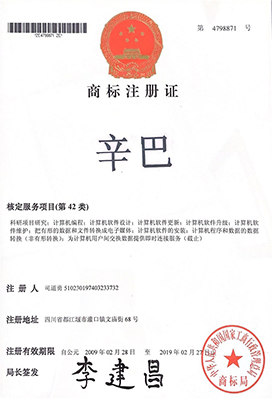 第 4798871 号
商标注册证
辛巴
核定服务项目(第 42 类)
科研项目研究；计算机编程；计算机软件设计；计算机软件更新；计算机软件升级；计算机软
件维护；把有形的数据和文件转换成电子媒体；计算机软件的安装；计算机程序和数据的数据
转换（非有形转换）；为计算机用户间交换数据提供即时连接服务（截止）
注 册 人 司道勇 510230197403233732
注册地址 四川省都江堰市灌口镇文庙街 68 号
注册有效期限 自公元 2009 年 02 月 28 日 至 2019 年 02 月 27 日
局长签发 李建昌
中华人民共和国国家工商行政管理总局
商标局